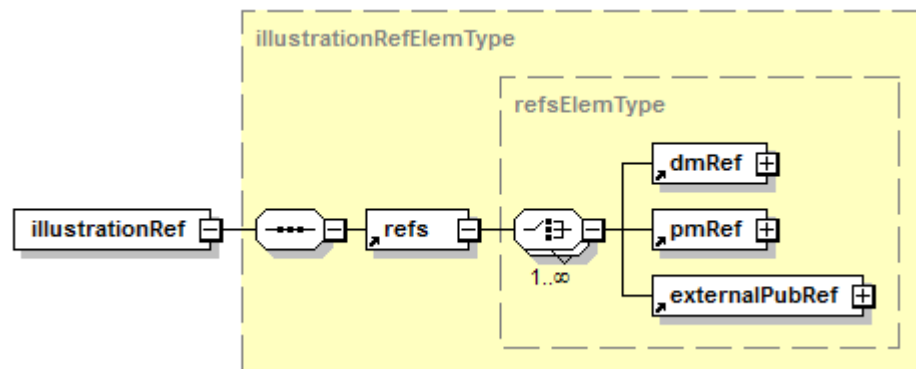 illustrationRefElemType
refsElemType
dmRef
illustrationRef
refs
pmRef
1..∞
externalPubRef